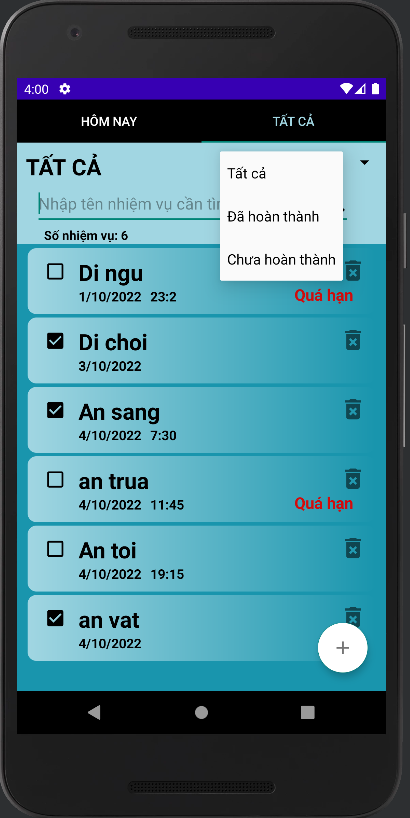 4:00
HÔM NAY
TẤT CẢ
TẤT CẢ
Tất cả
Nhập tên nhiệm vụ cần
Đã hoàn thành
Số nhiệm vụ: 6
Chưa hoàn thành
Di ngu
1/10/2022 23:2
Quá hạn
Di choi
3/10/2022
An sang
4/10/2022 7:30
an trua
4/10/2022 11:45
Quá hạn
An toi
4/10/2022 19:15
an vat
4/10/2022